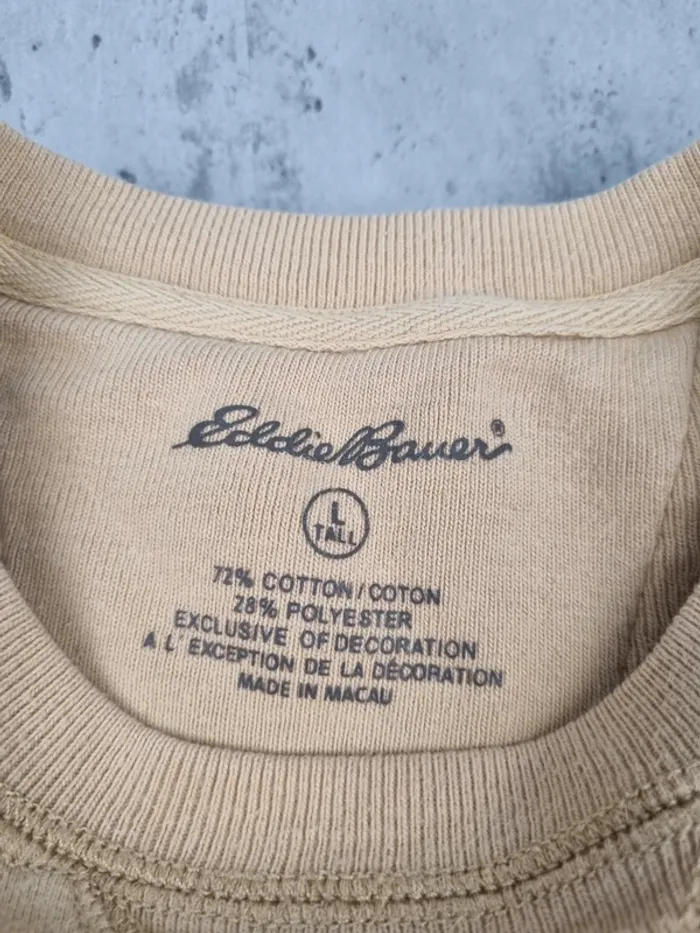 Eddie Bauer®
L
TALL
72% COTTON / COTON
28% POLYESTER
EXCLUSIVE OF DECORATION
A L' EXCEPTION DE LA DÉCORATION
MADE IN MACAU